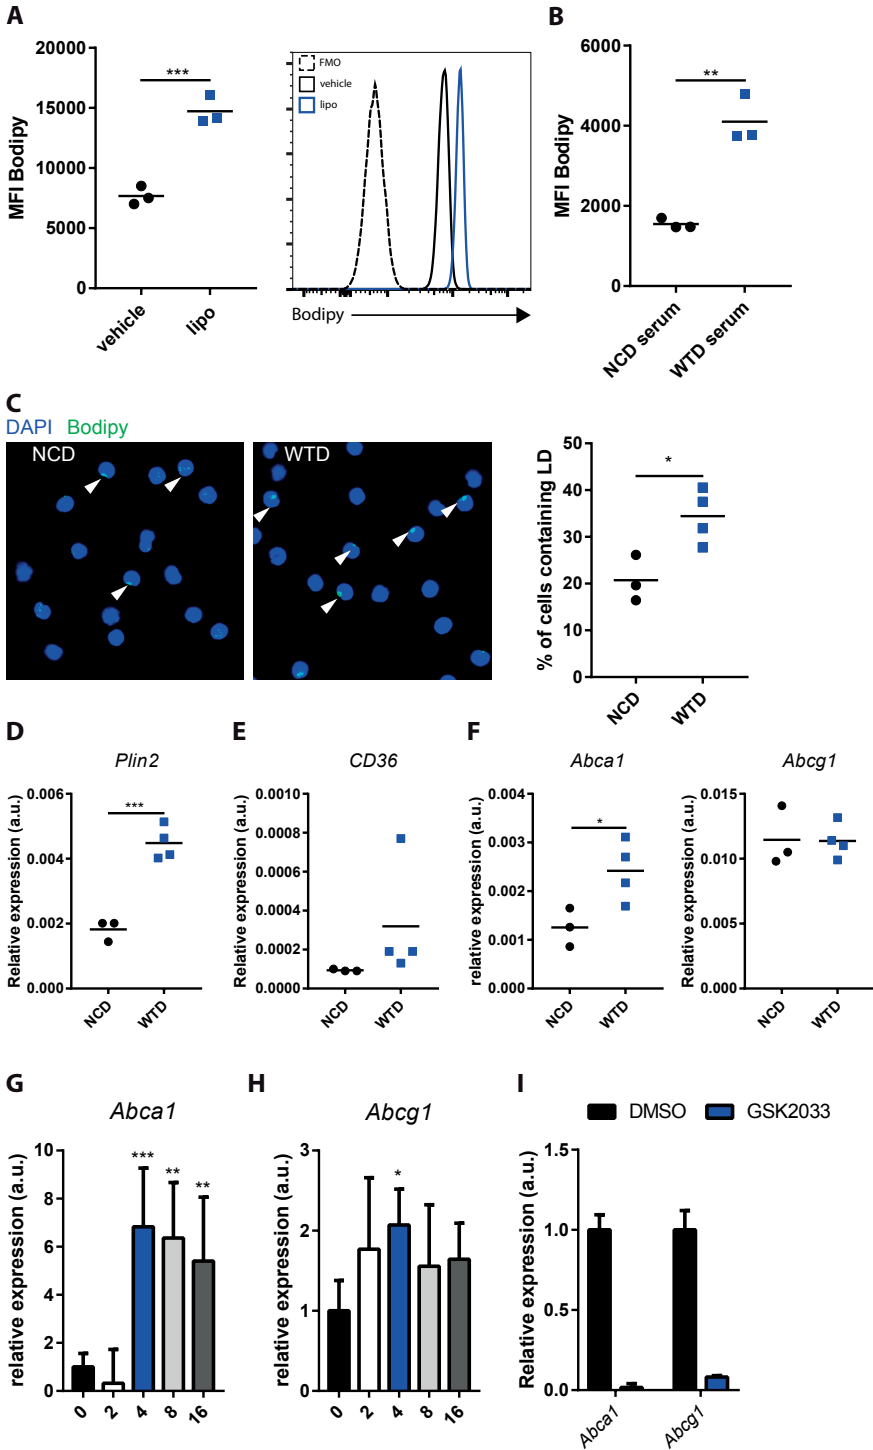 A
MFI Bodipy
20000
15000
10000
5000
0
***
vehicle
lipo
FMO
vehicle
lipo
Bodipy
B
MFI Bodipy
6000
4000
2000
0
**
NCD serum
WTD serum
C
DAPI Bodipy
NCD
WTD
% of cells containing LD
50
40
30
20
10
0
*
NCD
WTD
D
Plin2
Relative expression (a.u.)
0.006
0.004
0.002
0.000
***
NCD
WTD
E
CD36
Relative expression (a.u.)
0.0010
0.0008
0.0006
0.0004
0.0002
0.0000
NCD
WTD
F
Abca1
relative expression (a.u.)
0.004
0.003
0.002
0.001
0.000
*
NCD
WTD
Abcg1
Relative expression (a.u.)
0.015
0.010
0.005
0.000
NCD
WTD
G
Abca1
relative expression (a.u.)
10
8
6
4
2
0
***
**
**
0
2
4
8
16
H
Abcg1
relative expression (a.u.)
3
2
1
0
*
0
2
4
8
16
I
DMSO
GSK2033
Relative expression (a.u.)
1.5
1.0
0.5
0.0
Abca1
Abcg1